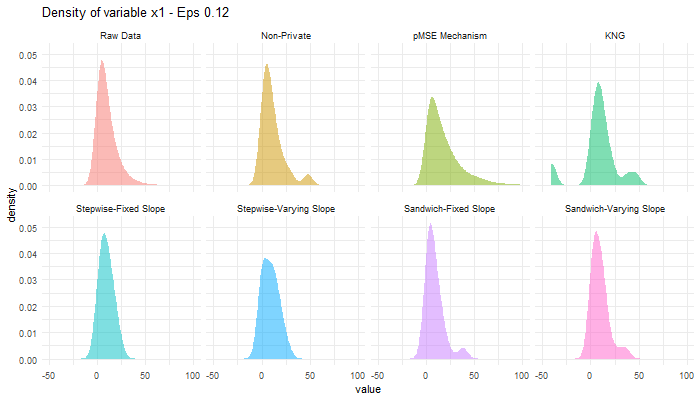 Density of variable x1 - Eps 0.12
Raw Data Non-Private pMSE Mechanism KNG
0.05
0.04
0.03
0.02
0.01
0.00
density
Stepwise-Fixed Slope Stepwise-Varying Slope Sandwich-Fixed Slope Sandwich-Varying Slope
0.05
0.04
0.03
0.02
0.01
0.00
-50 0 50 100 -50 0 50 100 -50 0 50 100 -50 0 50 100
value